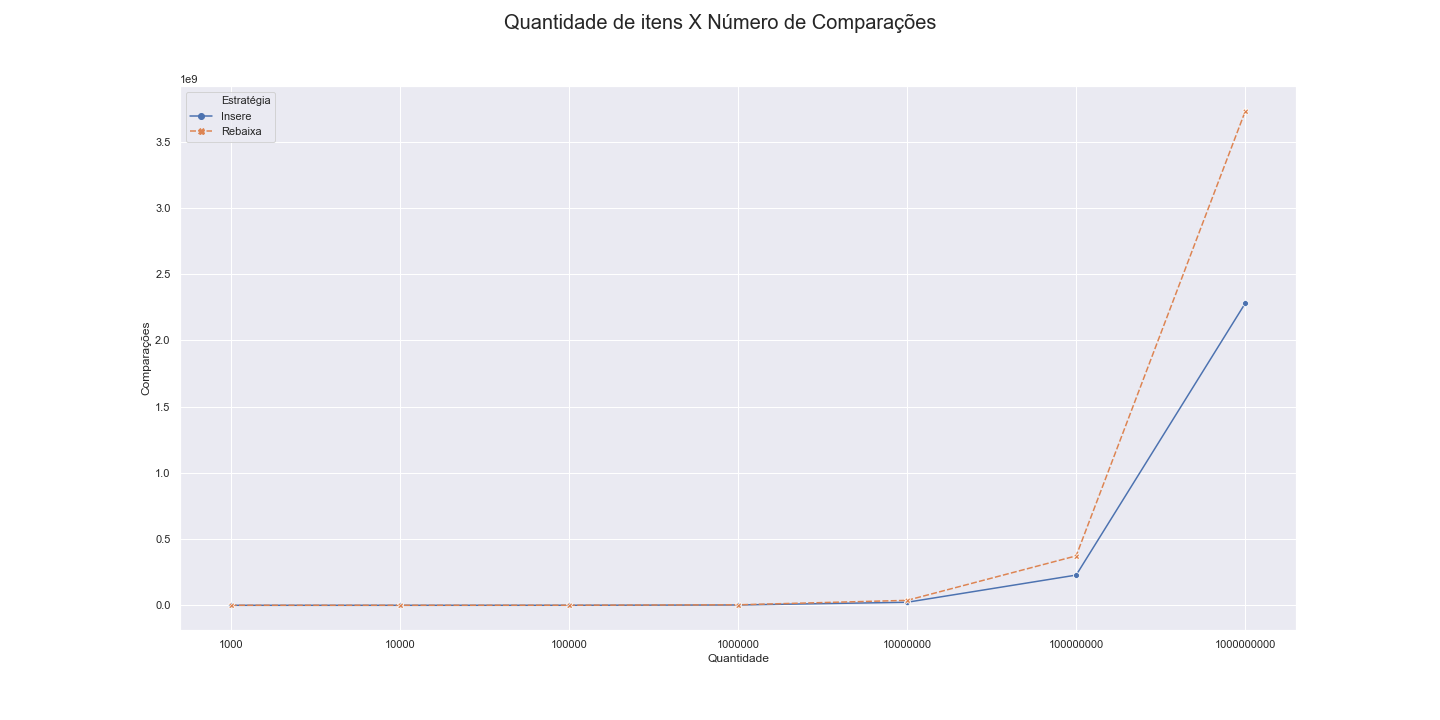 Quantidade de itens X Número de Comparações
1e9
Estratégia
Insere
Rebaixa
3.5
3.0
2.5
2.0
1.5
1.0
0.5
0.0
Comparações
1000 10000 100000 1000000 10000000 100000000 1000000000
Quantidade